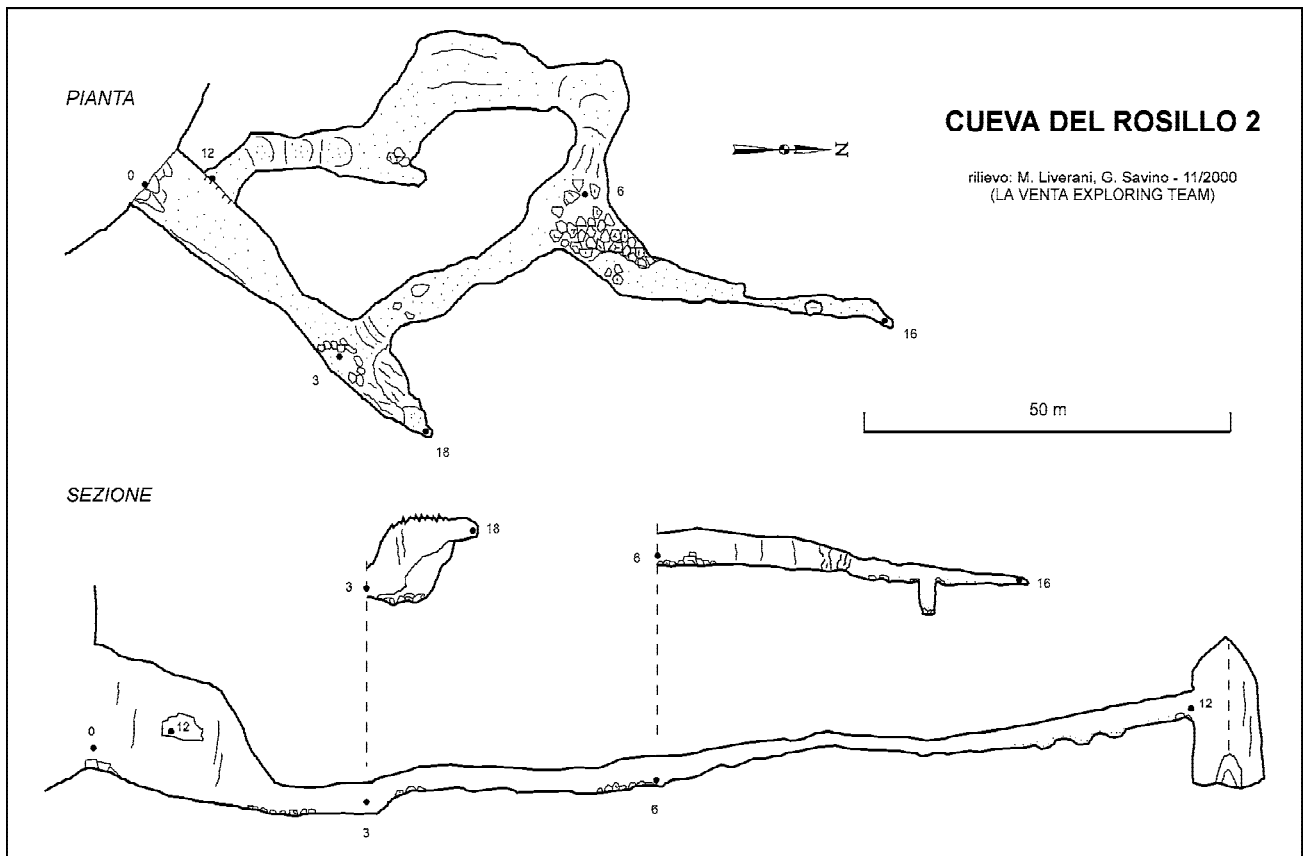 PIANTA
CUEVA DEL ROSILLO 2
N
rilievo: M. Liverani, G. Savino - 11/2000
(LA VENTA EXPLORING TEAM)
12
0
6
16
3
18
50 m
SEZIONE
18
3
6
16
12
0
12
3
6